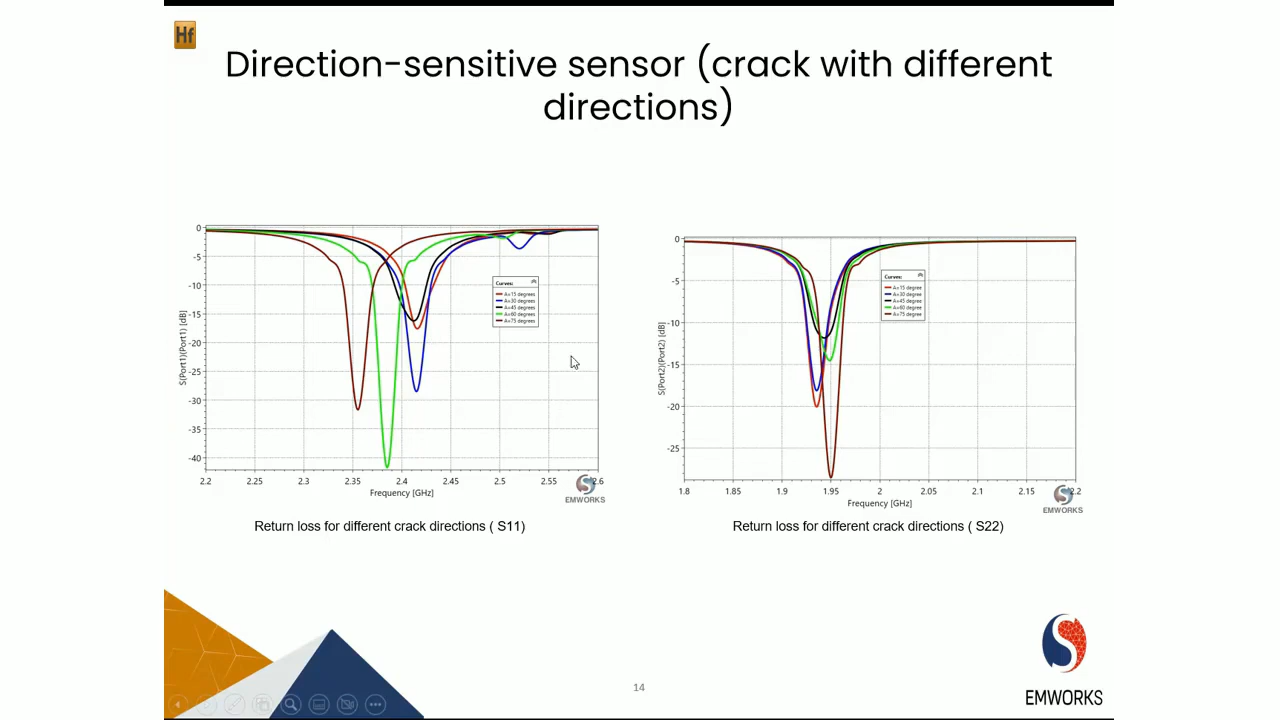 Hf
Direction-sensitive sensor (crack with different
directions)
0
-5
-10
-15
-20
-25
-30
-35
-40
S(Port1)(Port1) [dB]
Curves:
A=15 degrees
A=30 degrees
A=45 degrees
A=60 degrees
A=75 degrees
2.2 2.25 2.3 2.35 2.4 2.45 2.5 2.55 2.6
Frequency [GHz]
EMWORKS
Return loss for different crack directions ( S11)
0
-5
-10
-15
-20
-25
S(Port2)(Port2) [dB]
Curves:
A=15 degree
A=30 degree
A=45 degree
A=60 degree
A=75 degree
1.8 1.85 1.9 1.95 2 2.05 2.1 2.15 2.2
Frequency [GHz]
EMWORKS
Return loss for different crack directions ( S22)
14
EMWORKS